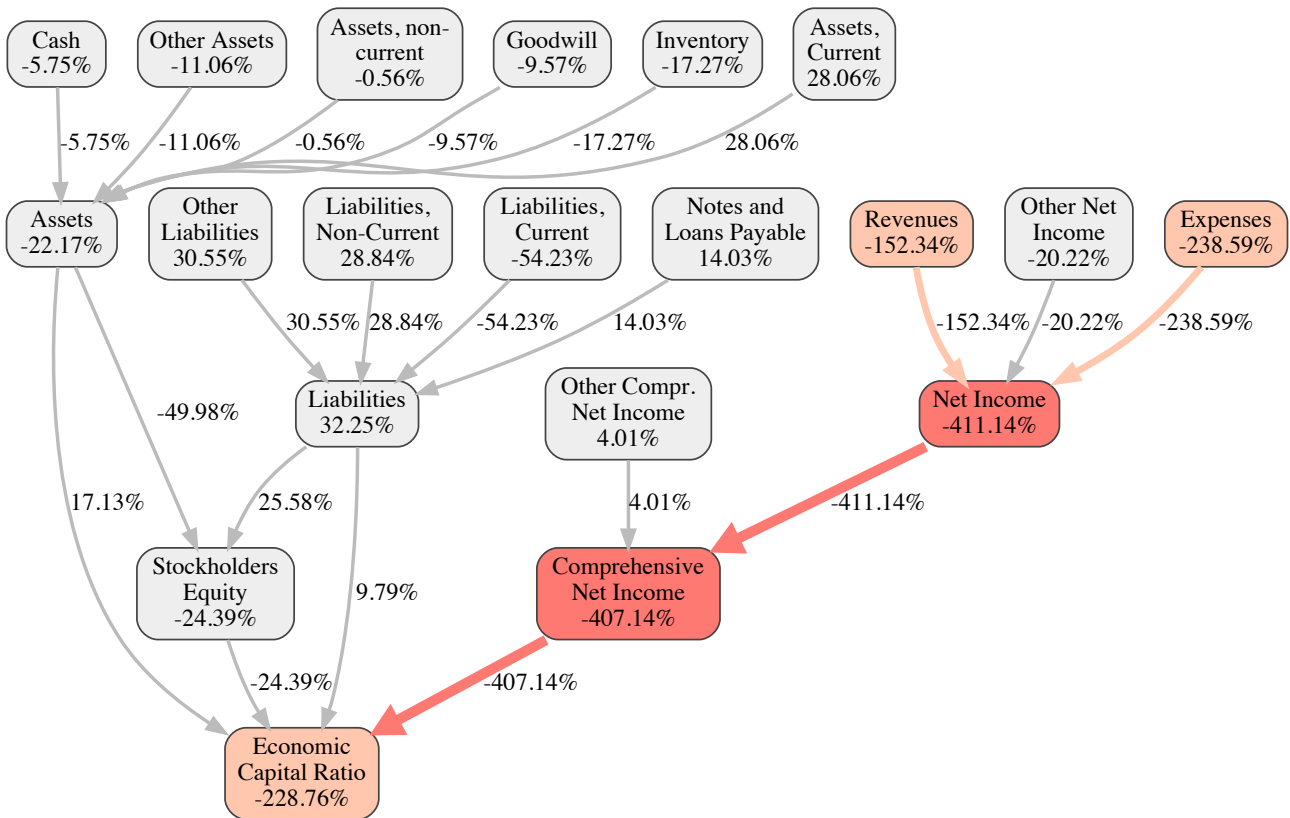 Cash
-5.75%
Other Assets
-11.06%
Assets, non-
current
-0.56%
Goodwill
-9.57%
Inventory
-17.27%
Assets,
Current
28.06%
-5.75%
-11.06%
-0.56%
-9.57%
-17.27%
28.06%
Assets
-22.17%
Other
Liabilities
30.55%
Liabilities,
Non-Current
28.84%
Liabilities,
Current
-54.23%
Notes and
Loans Payable
14.03%
Revenues
-152.34%
Other Net
Income
-20.22%
Expenses
-238.59%
30.55%
28.84%
-54.23%
14.03%
-152.34%
-20.22%
-238.59%
-49.98%
Liabilities
32.25%
Other Compr.
Net Income
4.01%
Net Income
-411.14%
17.13%
25.58%
4.01%
-411.14%
Stockholders
Equity
-24.39%
9.79%
Comprehensive
Net Income
-407.14%
-24.39%
-407.14%
Economic
Capital Ratio
-228.76%